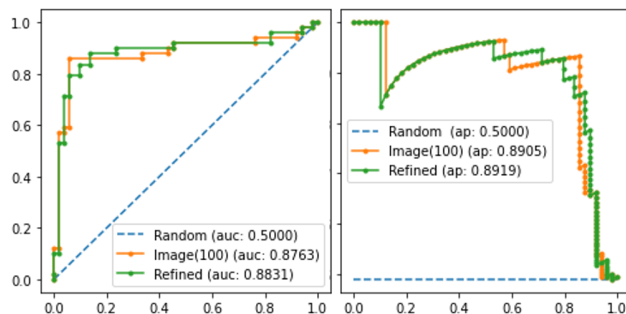 1.0
0.8
0.6
0.4
0.2
0.0
Random (auc: 0.5000)
Image(100) (auc: 0.8763)
Refined (auc: 0.8831)
0.0 0.2 0.4 0.6 0.8 1.0
Random (ap: 0.5000)
Image(100) (ap: 0.8905)
Refined (ap: 0.8919)
0.0 0.2 0.4 0.6 0.8 1.0